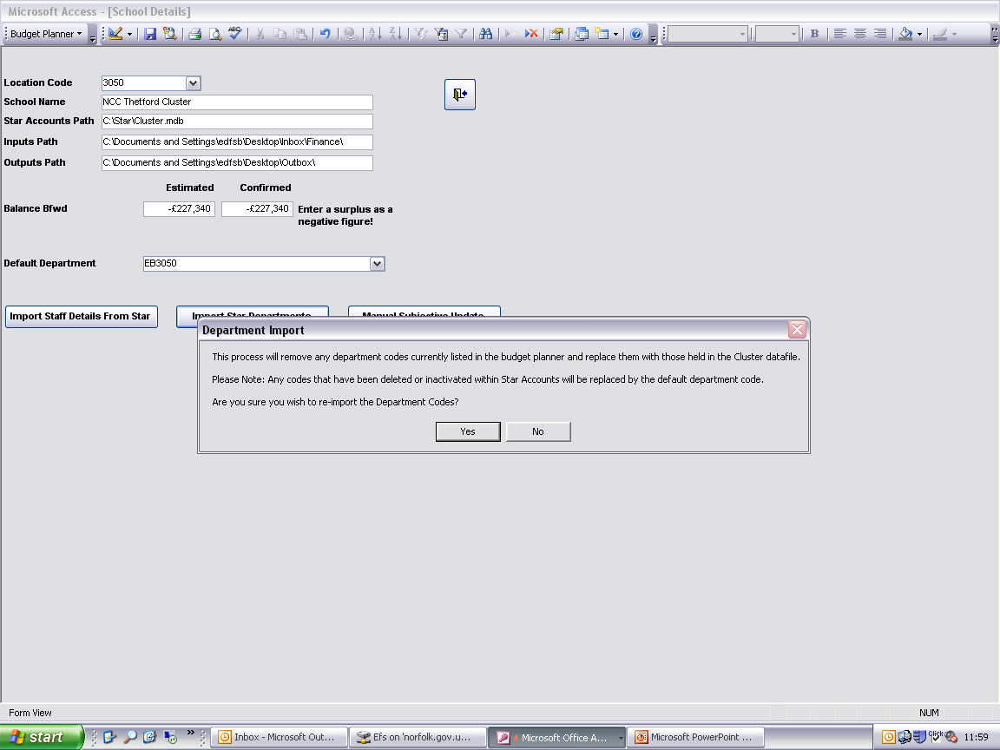 Microsoft Access - [School Details]
Budget Planner
ABC
A
Z
Z
A
B
Location Code 3050
School Name NCC Thetford Cluster
Star Accounts Path C:\Star\Cluster.mdb
Inputs Path C:\Documents and Settings\edfsb\Desktop\Inbox\Finance\
Outputs Path C:\Documents and Settings\edfsb\Desktop\Outbox\
Estimated Confirmed
Balance Bfwd -£227,340 -£227,340 Enter a surplus as a
negative figure!
Default Department EB3050
Import Staff Details From Star Import Star Departments Manual Subjective Update
Department Import
This process will remove any department codes currently listed in the budget planner and replace them with those held in the Cluster datafile.
Please Note: Any codes that have been deleted or inactivated within Star Accounts will be replaced by the default department code.
Are you sure you wish to re-import the Department Codes?
Yes No
Form View NUM
start Inbox - Microsoft Out... Efs on 'norfolk.gov.u... Microsoft Office A... Microsoft PowerPoint ... Click 11:59